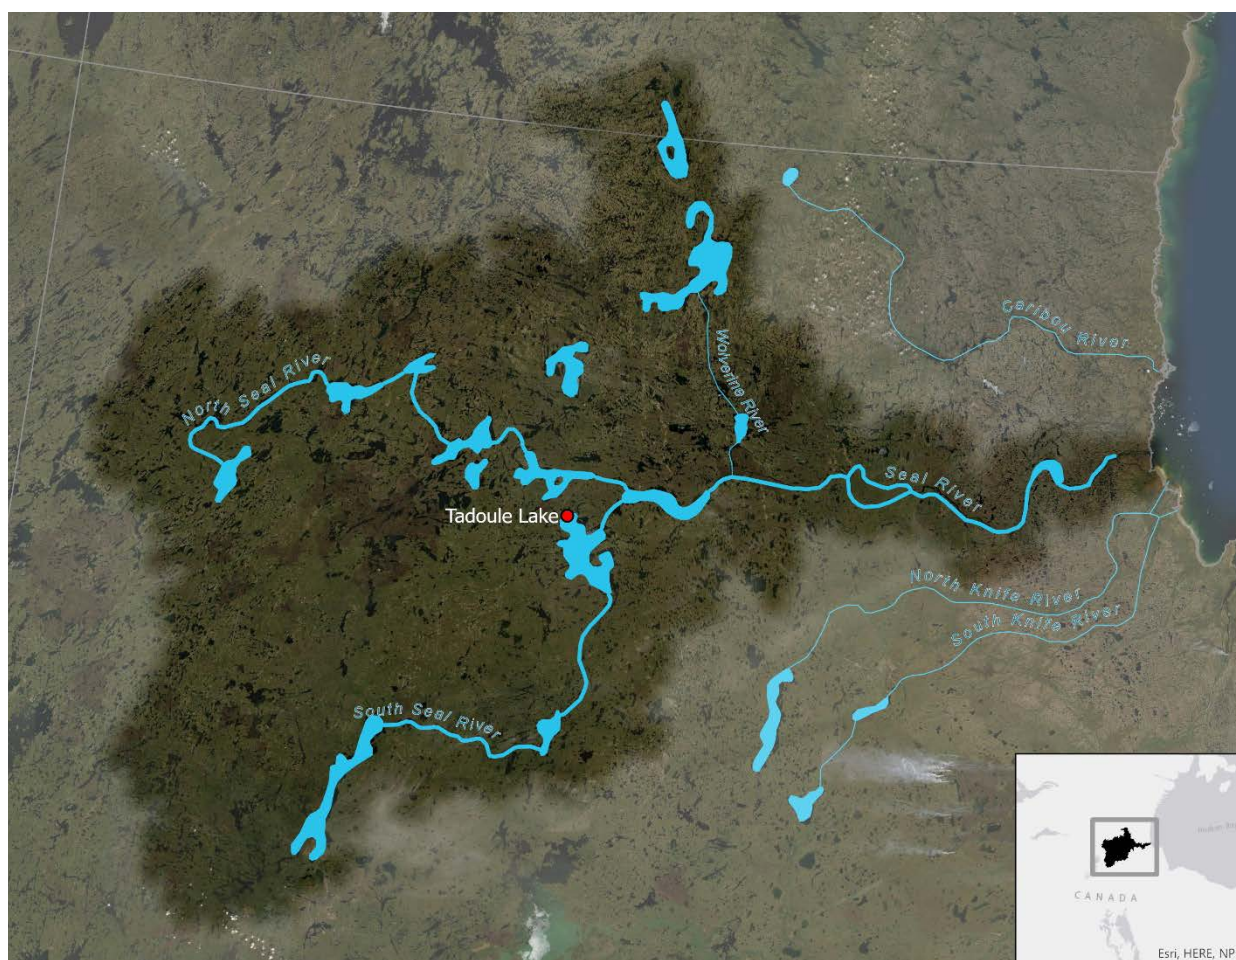 Caribou River
Wolverine River
North Seal River
Seal River
Tadoule Lake
North Knife River
South Knife River
South Seal River
CANADA
Esri, HERE, NP